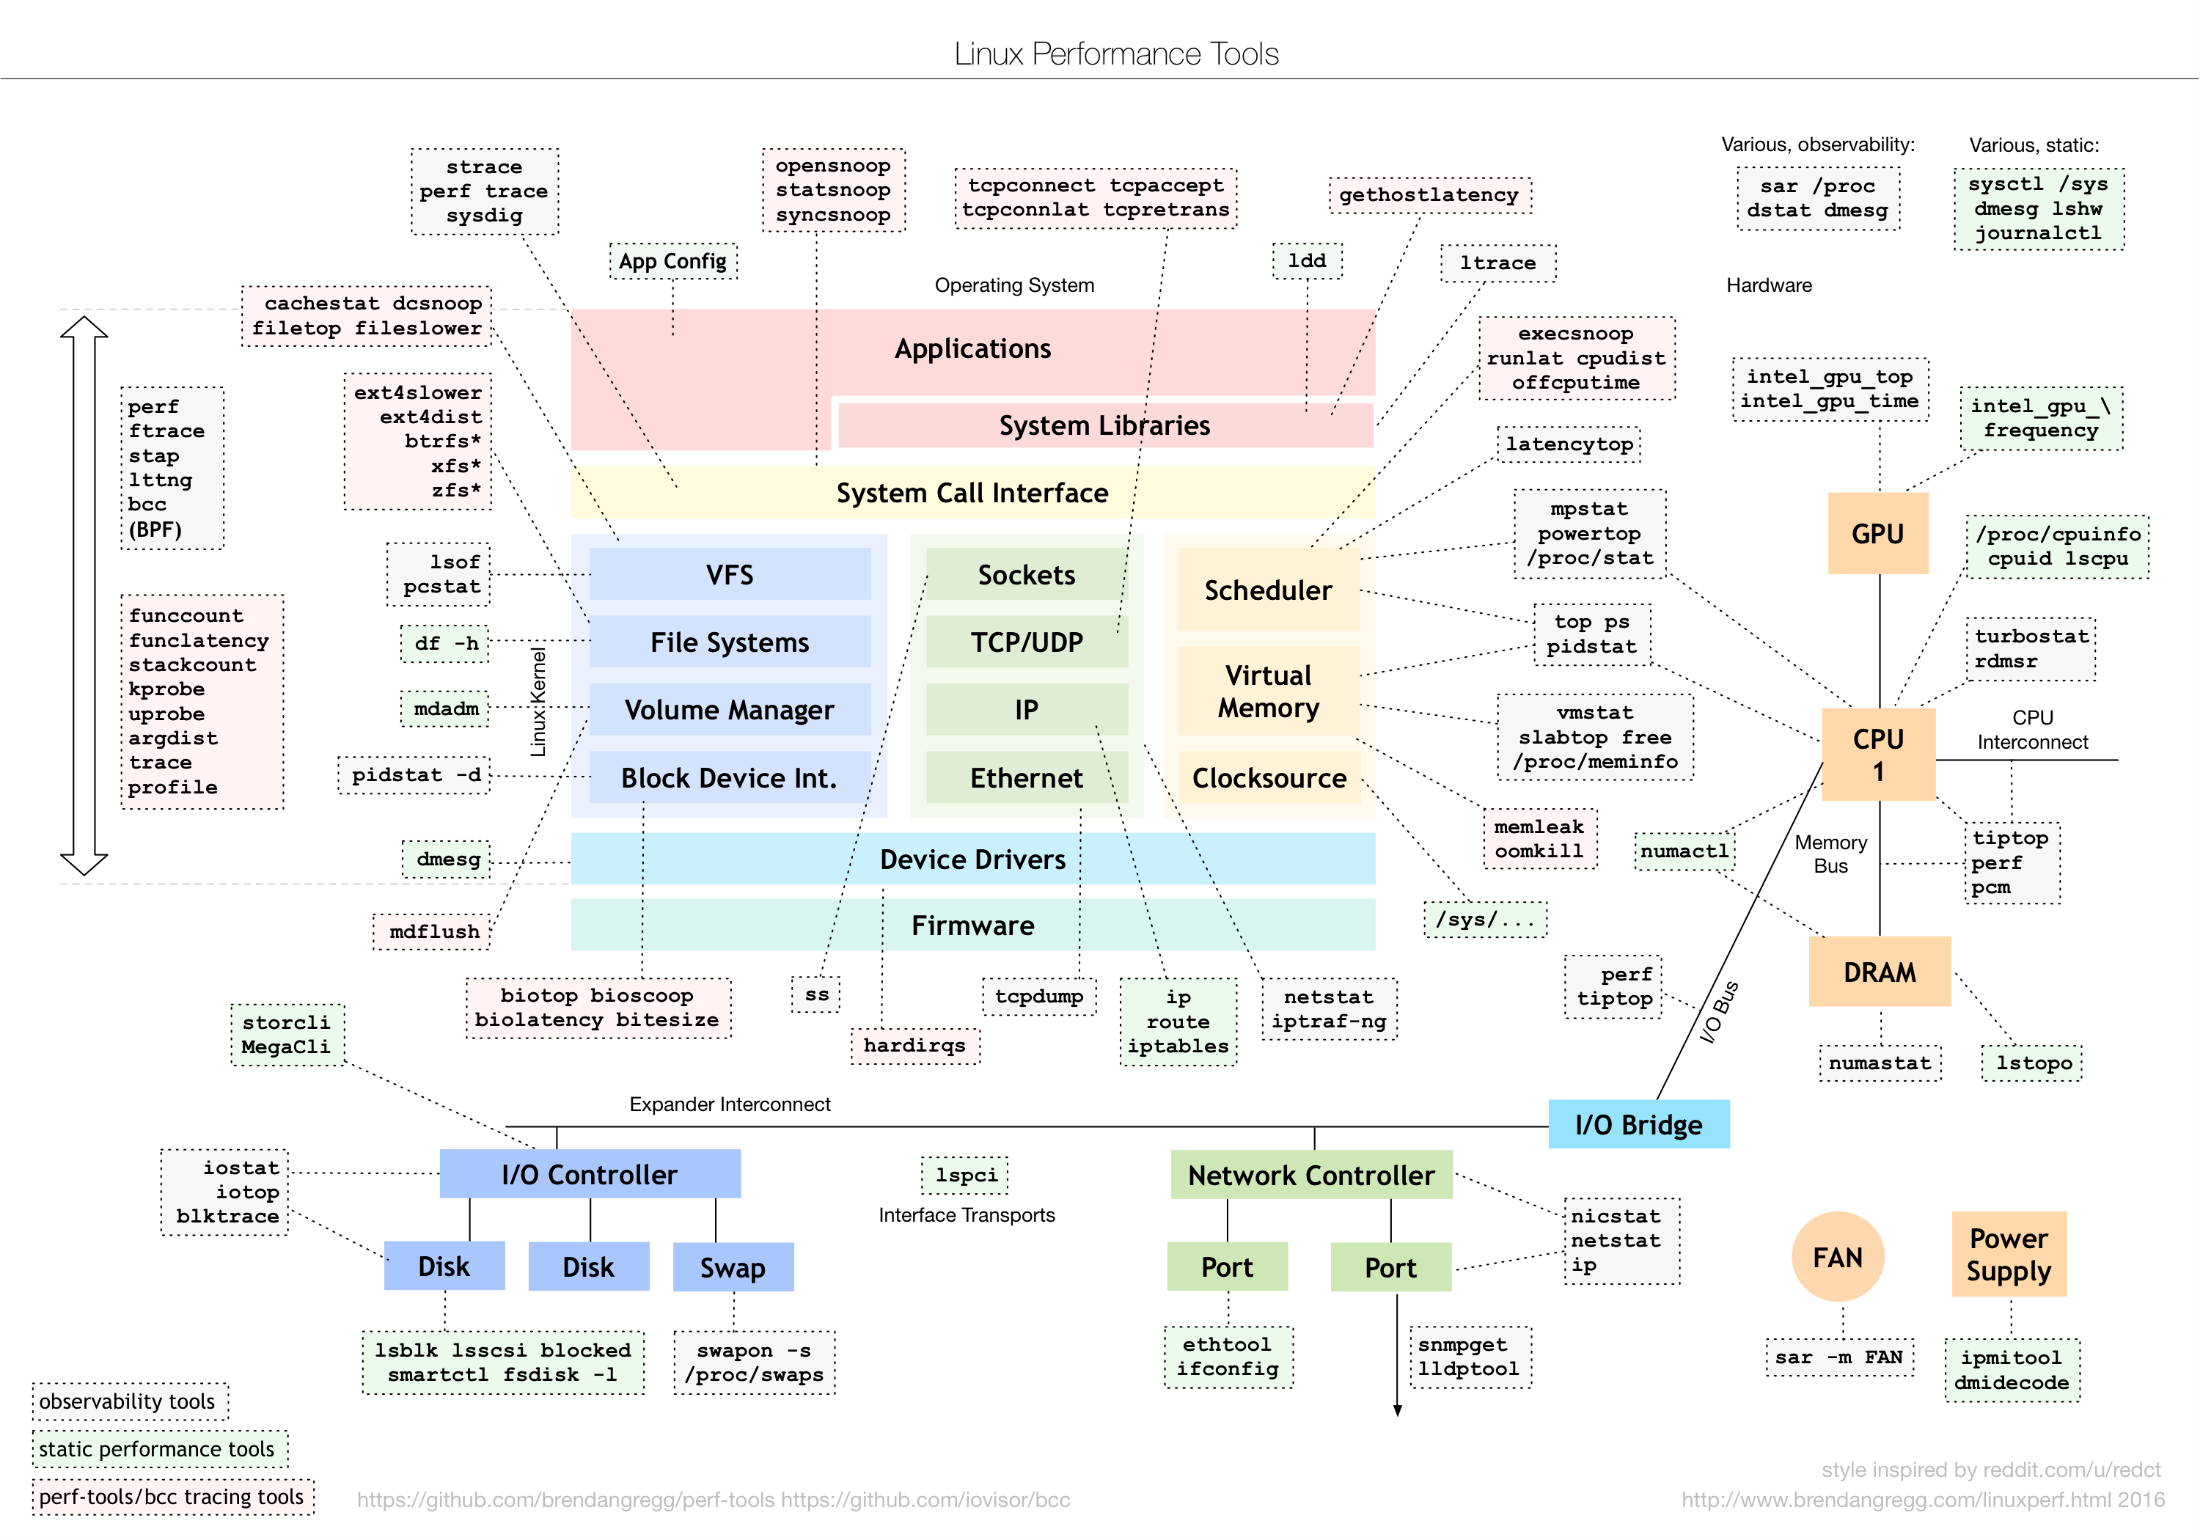 Linux Performance Tools
strace
perf trace
sysdig
opensnoop
statsnoop
syncsnoop
tcpconnect tcpaccept
tcpconnlat tcpretrans
gethostlatency
Various, observability:
sar /proc
dstat dmesg
Various, static:
sysctl /sys
dmesg lshw
journalctl
App Config
ldd
ltrace
Operating System
Hardware
cachestat dcsnoop
filetop fileslower
Applications
System Libraries
System Call Interface
execsnoop
runlat cpudist
offcputime
latencytop
intel_gpu_top
intel_gpu_time
intel_gpu_\
frequency
perf
ftrace
stap
lttng
bcc
(BPF)
ext4slower
ext4dist
btrfs*
xfs*
zfs*
mpstat
powertop
/proc/stat
GPU
/proc/cpuinfo
cpuid lscpu
lsof
pcstat
VFS
Sockets
Scheduler
funccount
funclatency
stackcount
kprobe
uprobe
argdist
trace
profile
df -h
File Systems
TCP/UDP
top ps
pidstat
turbostat
rdmsr
Linux Kernel
mdadm
Volume Manager
IP
Virtual
Memory
vmstat
slabtop free
/proc/meminfo
CPU
1
CPU
Interconnect
pidstat -d
Block Device Int.
Ethernet
Clocksource
memleak
oomkill
numactl
Memory
Bus
tiptop
perf
pcm
dmesg
Device Drivers
mdflush
Firmware
/sys/...
perf
tiptop
I/O Bus
DRAM
biotop bioscoop
biolatency bitesize
ss
hardirqs
tcpdump
ip
route
iptables
netstat
iptraf-ng
numastat
lstopo
storcli
MegaCli
Expander Interconnect
I/O Bridge
iostat
iotop
blktrace
I/O Controller
lspci
Interface Transports
Network Controller
nicstat
netstat
ip
Disk
Disk
Swap
Port
Port
FAN
Power
Supply
lsblk lsscsi blocked
smartctl fsdisk -l
swapon -s
/proc/swaps
ethtool
ifconfig
snmpget
lldptool
sar -m FAN
ipmitool
dmidecode
observability tools
static performance tools
perf-tools/bcc tracing tools
https://github.com/brendangregg/perf-tools https://github.com/iovisor/bcc
style inspired by reddit.com/u/redct
http://www.brendangregg.com/linuxperf.html 2016